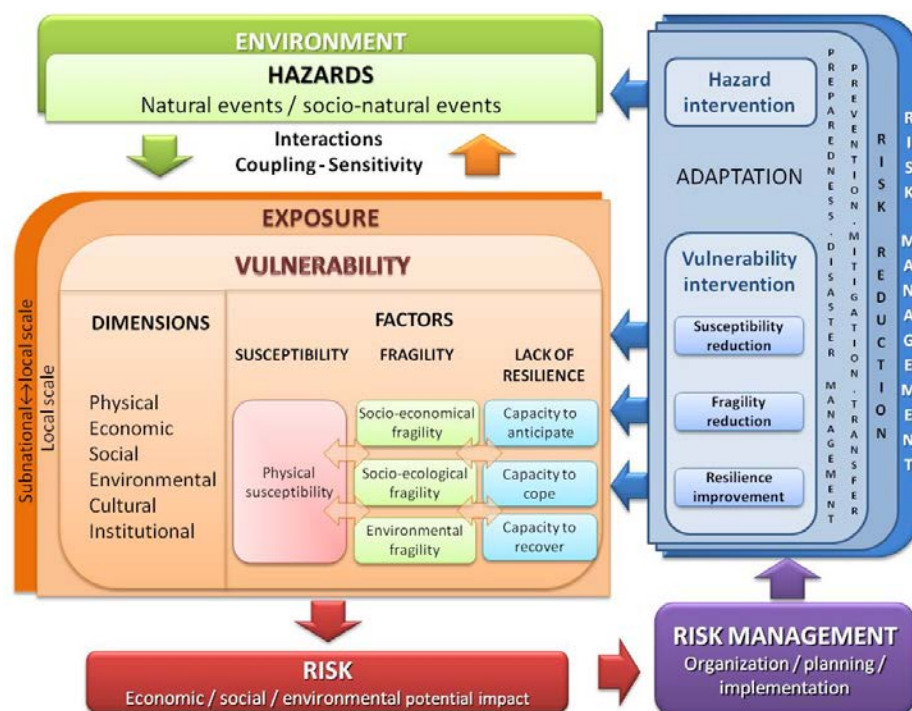 ENVIRONMENT
HAZARDS
Natural events / socio-natural events
Interactions
Coupling - Sensitivity
EXPOSURE
VULNERABILITY
DIMENSIONS
Physical
Economic
Social
Environmental
Cultural
Institutional
FACTORS
SUSCEPTIBILITY
FRAGILITY
LACK OF
RESILIENCE
Physical
susceptibility
Socio-economical
fragility
Socio-ecological
fragility
Environmental
fragility
Capacity to
anticipate
Capacity to
cope
Capacity to
recover
Subnational↔local scale
Local scale
Hazard
intervention
ADAPTATION
Vulnerability
intervention
Susceptibility
reduction
Fragility
reduction
Resilience
improvement
PREPAREDNESS. DISASTER MANAGEMENT
PREVENTION. MITIGATION. TRANSFER
RISK REDUCTION
RISK MANAGEMENT
RISK
Economic / social / environmental potential impact
RISK MANAGEMENT
Organization / planning /
implementation